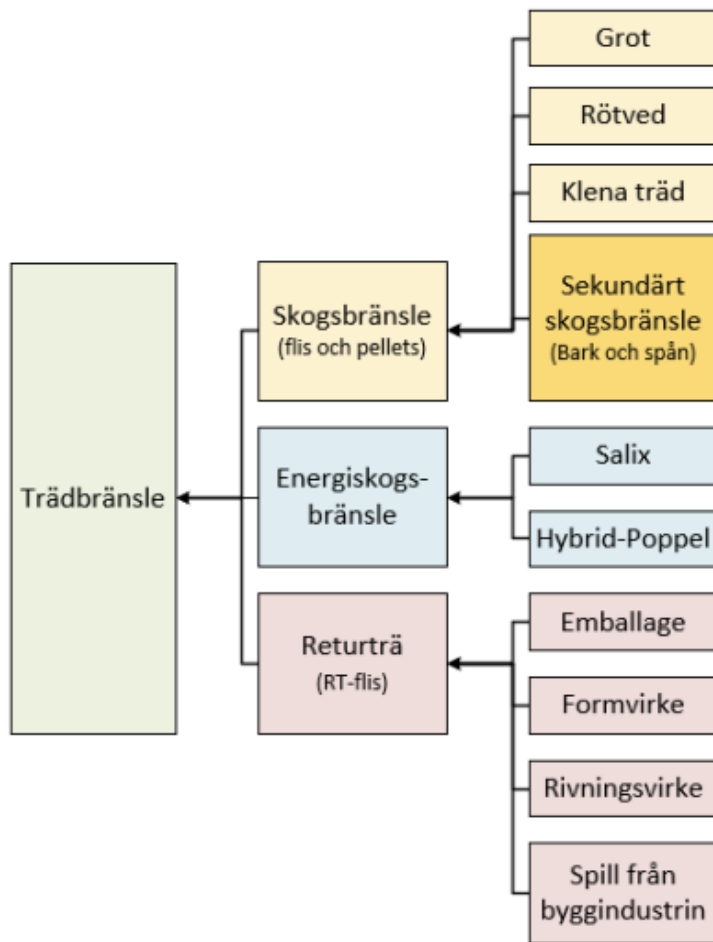 Trädbränsle
Skogsbränsle
(flis och pellets)
Grot
Rötved
Klena träd
Sekundärt
skogsbränsle
(Bark och spån)
Energiskogs-
bränsle
Salix
Hybrid-Poppel
Returträ
(RT-flis)
Emballage
Formvirke
Rivningsvirke
Spill från
byggindustrin